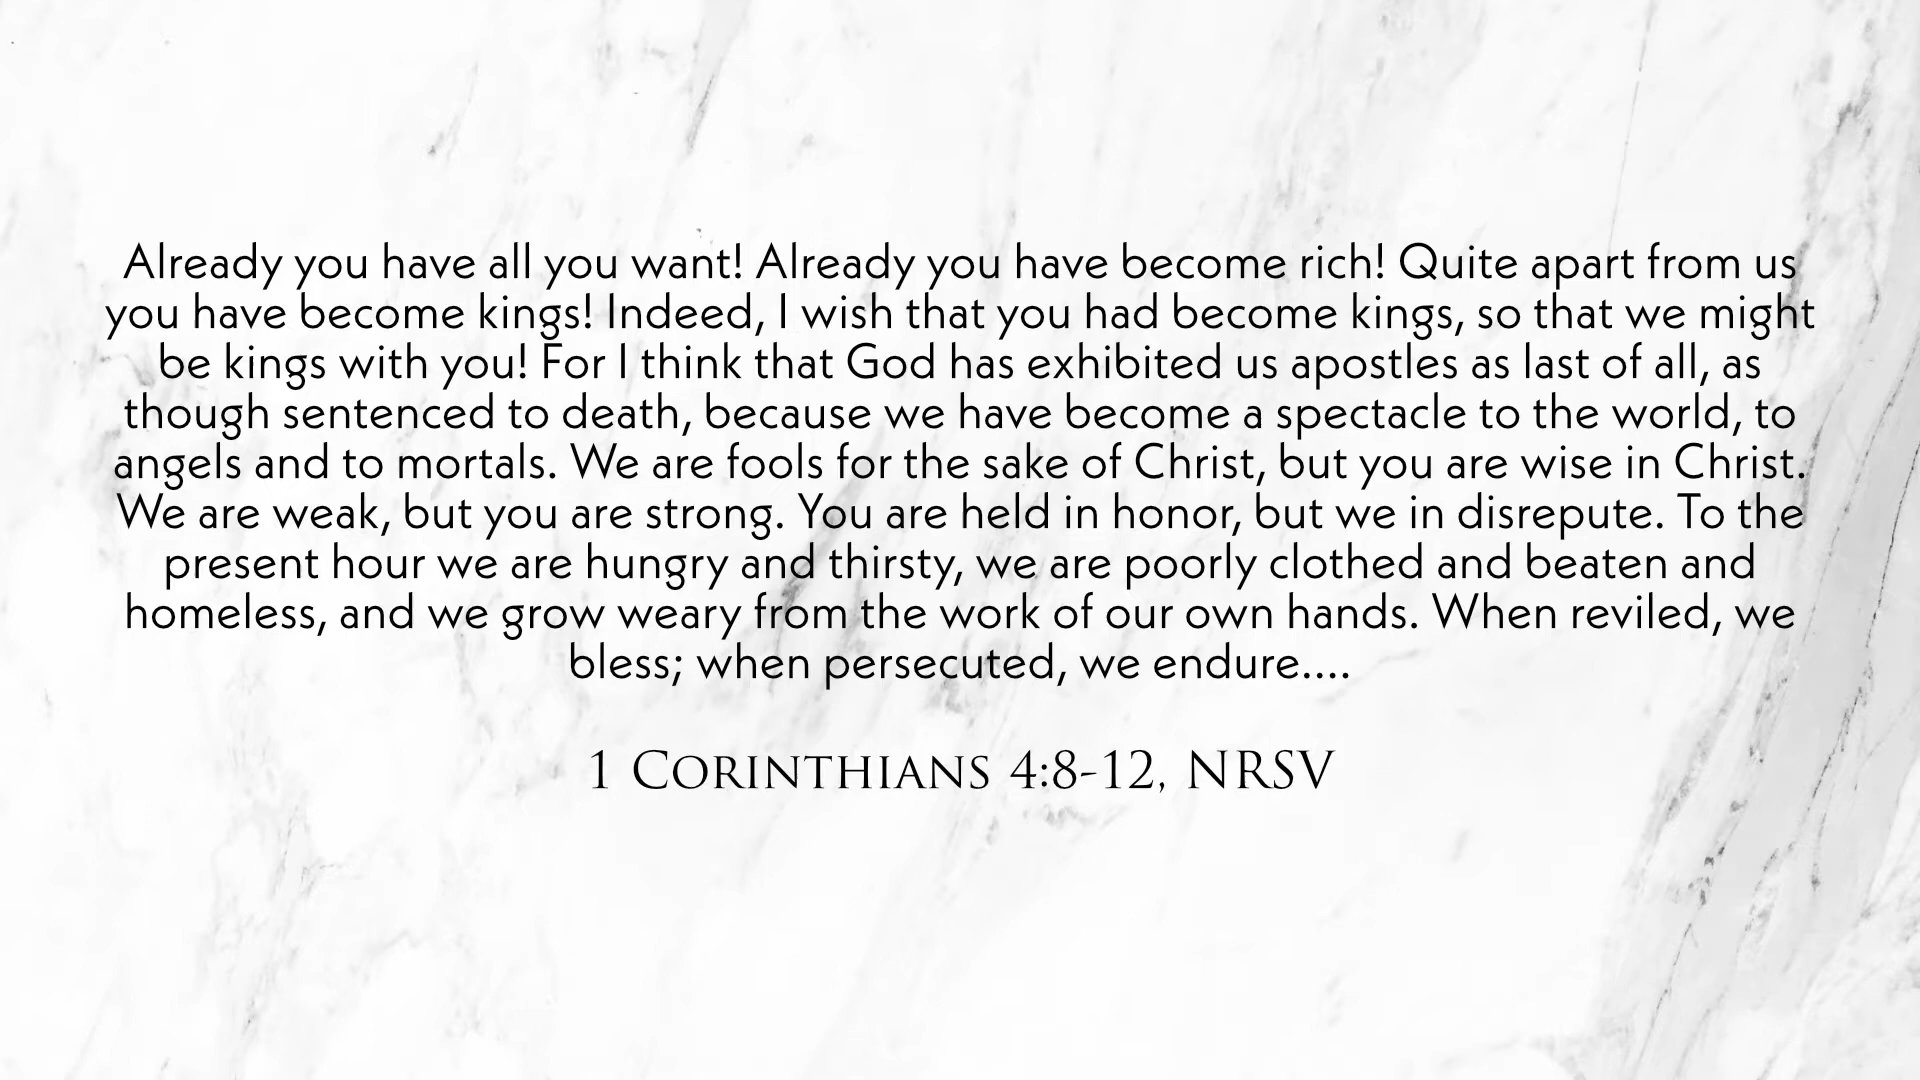 Already you have all you want! Already you have become rich! Quite apart from us
you have become kings! Indeed, I wish that you had become kings, so that we might
be kings with you! For I think that God has exhibited us apostles as last of all, as
though sentenced to death, because we have become a spectacle to the world, to
angels and to mortals. We are fools for the sake of Christ, but you are wise in Christ.
We are weak, but you are strong. You are held in honor, but we in disrepute. To the
present hour we are hungry and thirsty, we are poorly clothed and beaten and
homeless, and we grow weary from the work of our own hands. When reviled, we
bless; when persecuted, we endure....
1 Corinthians 4:8-12, NRSV